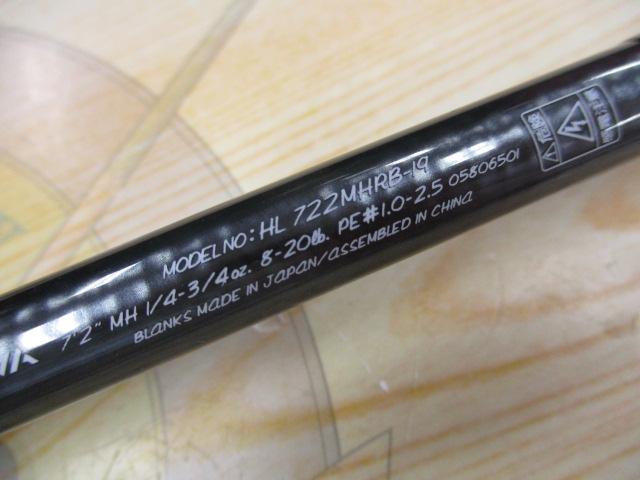 MODEL NO: HL 722MHRB-19
7'2" MH 1/4-3/4oz. 8-20lb. PE#1.0-2.5 05806501
BLANKS MADE IN JAPAN/ASSEMBLED IN CHINA